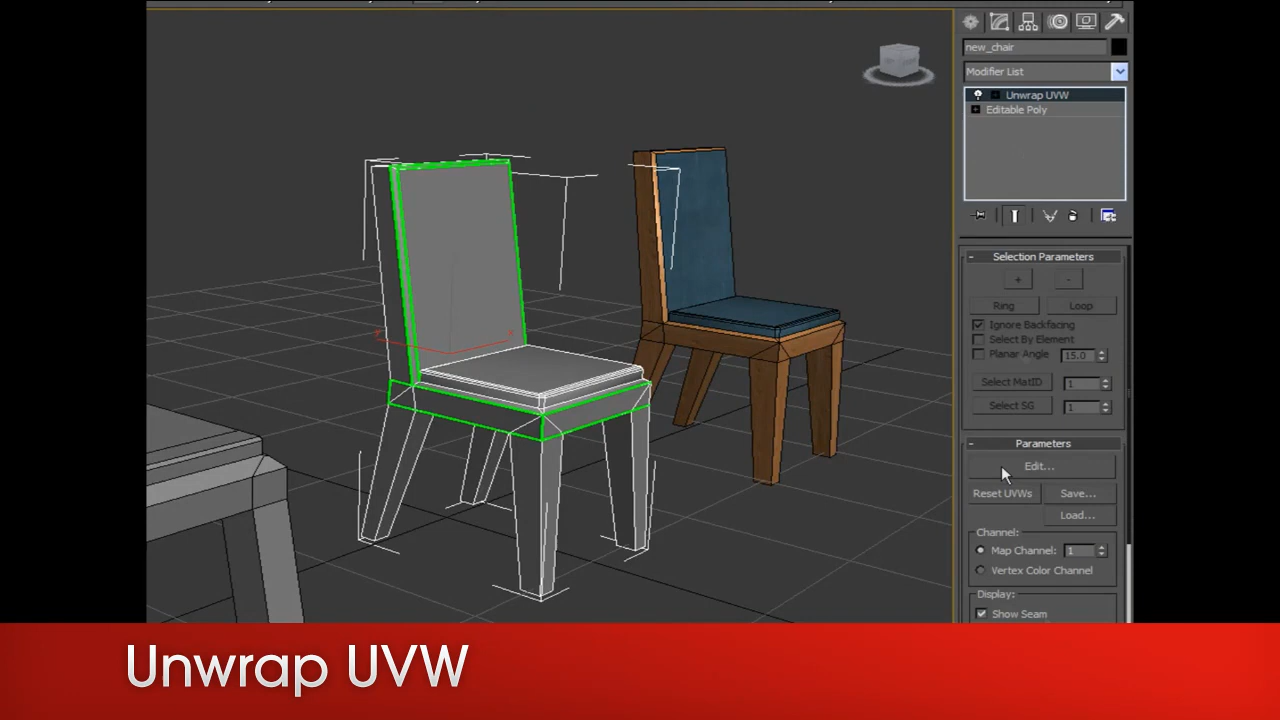 new_chair
Modifier List
Unwrap UVW
Editable Poly
- Selection Parameters
+ -
Ring Loop
Ignore Backfacing
Select By Element
Planar Angle 15.0
Select MatID 1
Select SG 1
- Parameters
Edit...
Reset UVWs Save...
Load...
Channel:
Map Channel: 1
Vertex Color Channel
Display:
Show Seam
Unwrap UVW